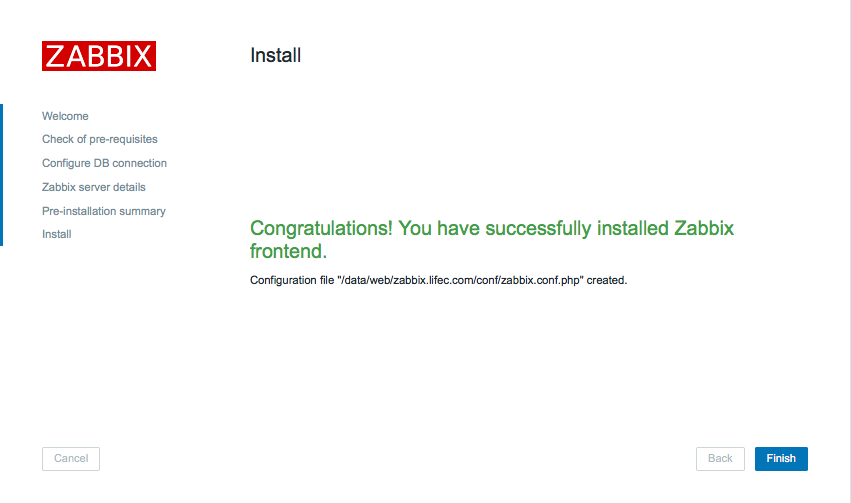 ZABBIX
Install
Welcome
Check of pre-requisites
Configure DB connection
Zabbix server details
Pre-installation summary
Install
Congratulations! You have successfully installed Zabbix
frontend.
Configuration file "/data/web/zabbix.lifec.com/conf/zabbix.conf.php" created.
Cancel
Back
Finish